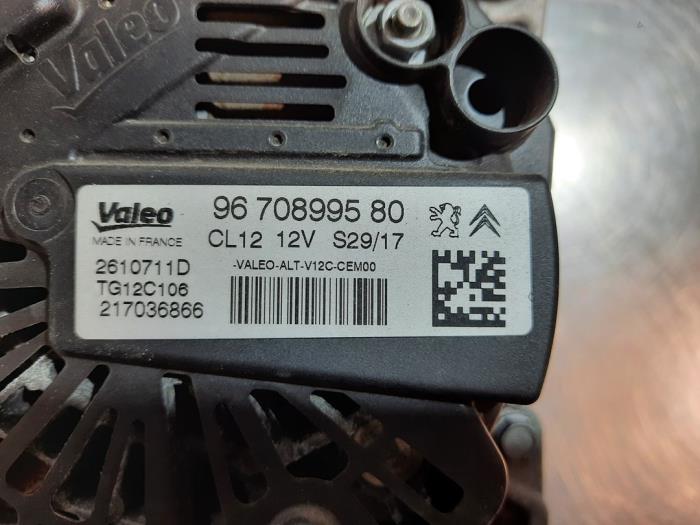 Valeo
Valeo 96 708995 80
MADE IN FRANCE CL12 12V S29/17
2610711D -VALEO-ALT-V12C-CEM00
TG12C106
217036866